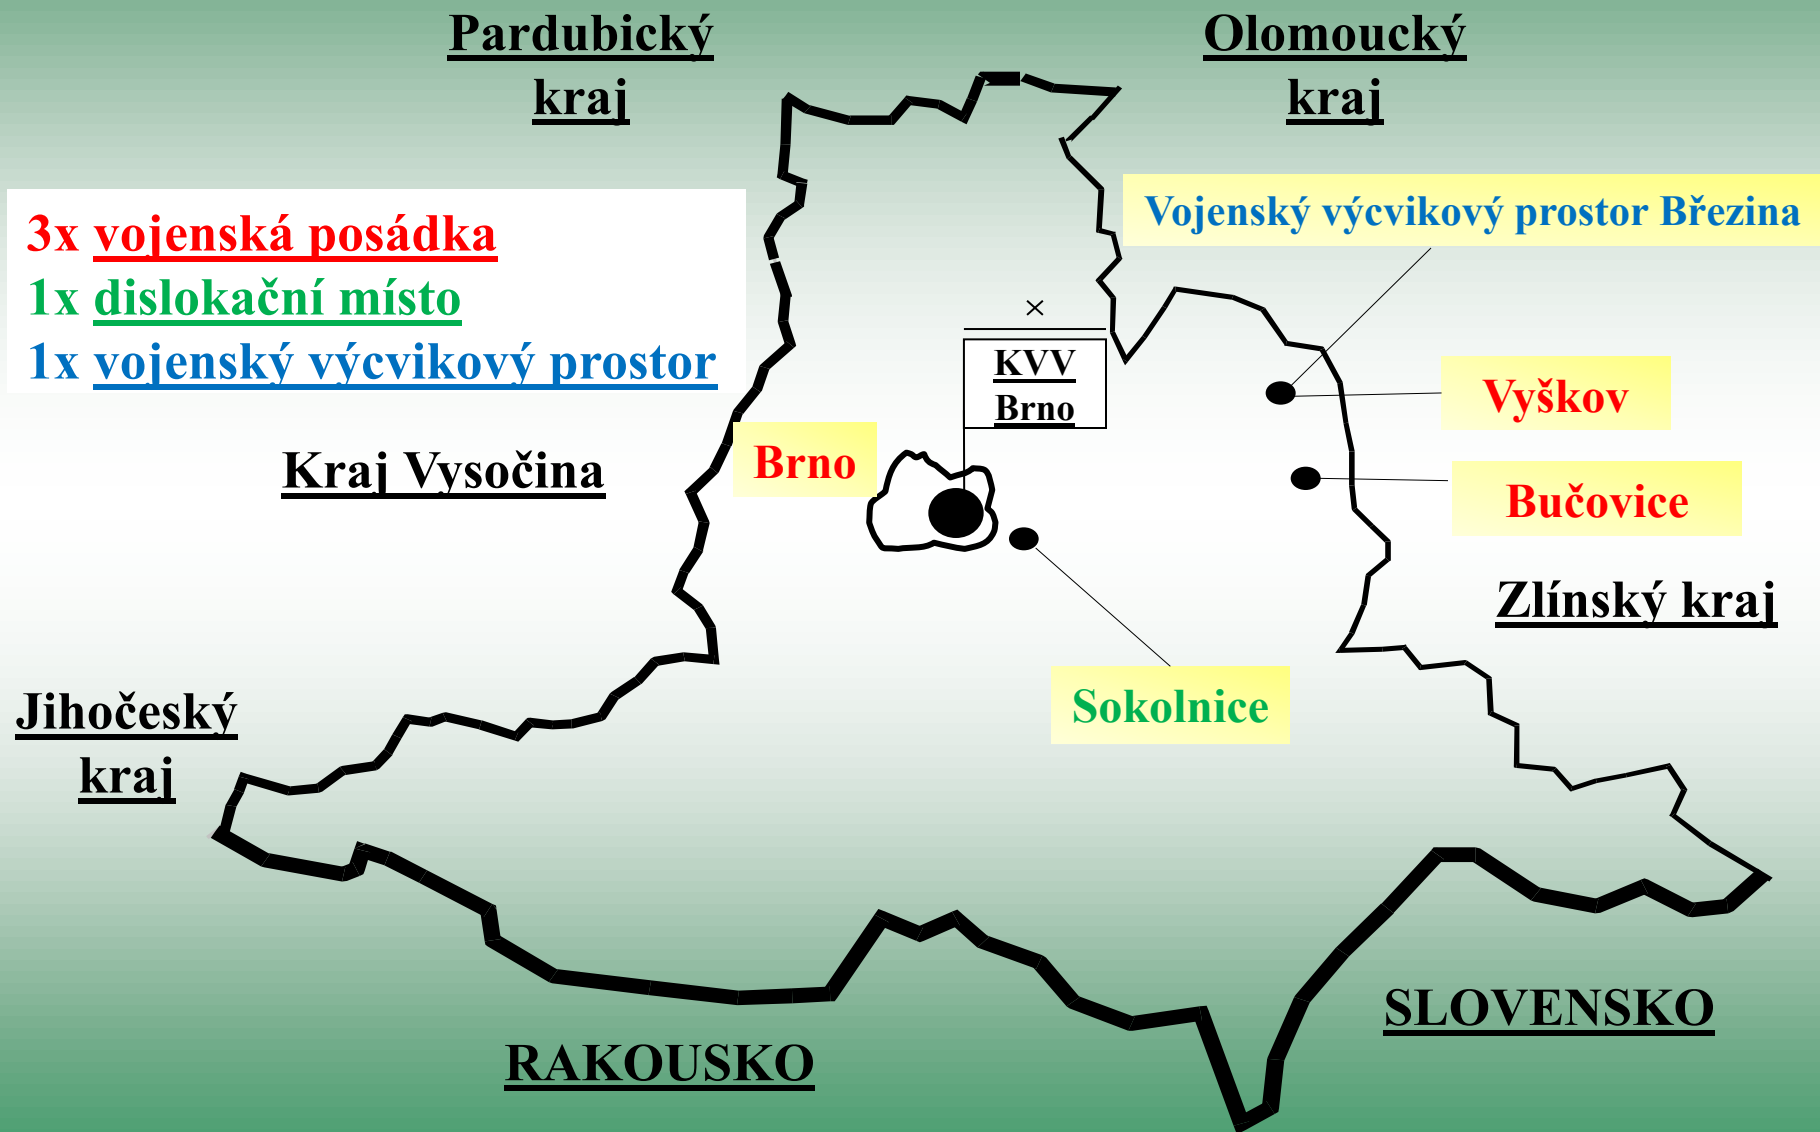 Pardubický
kraj
Olomoucký
kraj
Vojenský výcvikový prostor Březina
3x vojenská posádka
1x dislokační místo
1x vojenský výcvikový prostor
×
KVV
Brno
Vyškov
Brno
Kraj Vysočina
Bučovice
Zlínský kraj
Sokolnice
Jihočeský
kraj
SLOVENSKO
RAKOUSKO